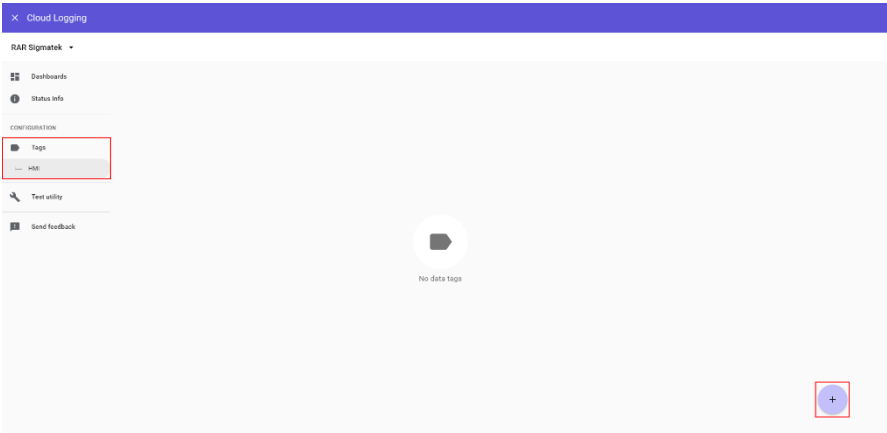 × Cloud Logging
RAR Sigmatek
Dashboards
Status Info
CONFIGURATION
Tags
HMI
Test utility
Send feedback
No data tags
+